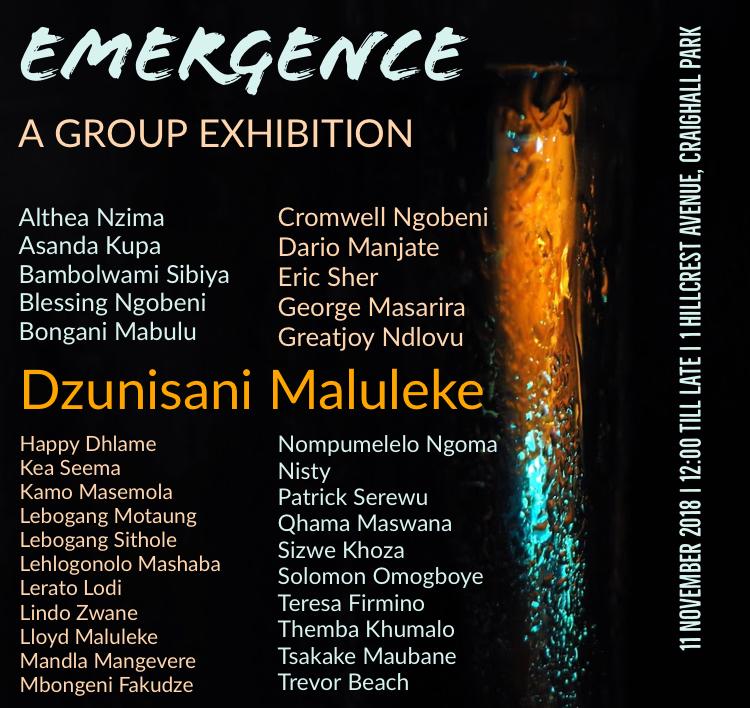 EMERGENCE
A GROUP EXHIBITION
Althea Nzima
Asanda Kupa
Bambolwami Sibiya
Blessing Ngobeni
Bongani Mabulu
Cromwell Ngobeni
Dario Manjate
Eric Sher
George Masarira
Greatjoy Ndlovu
Dzunisani Maluleke
Happy Dhlame
Kea Seema
Kamo Masemola
Lebogang Motaung
Lebogang Sithole
Lehlogonolo Mashaba
Lerato Lodi
Lindo Zwane
Lloyd Maluleke
Mandla Mangevere
Mbongeni Fakudze
Nompumelelo Ngoma
Nisty
Patrick Serewu
Qhama Maswana
Sizwe Khoza
Solomon Omogboye
Teresa Firmino
Themba Khumalo
Tsakake Maubane
Trevor Beach
11 NOVEMBER 2018 | 12:00 TILL LATE | 1 HILLCREST AVENUE, CRAIGHALL PARK